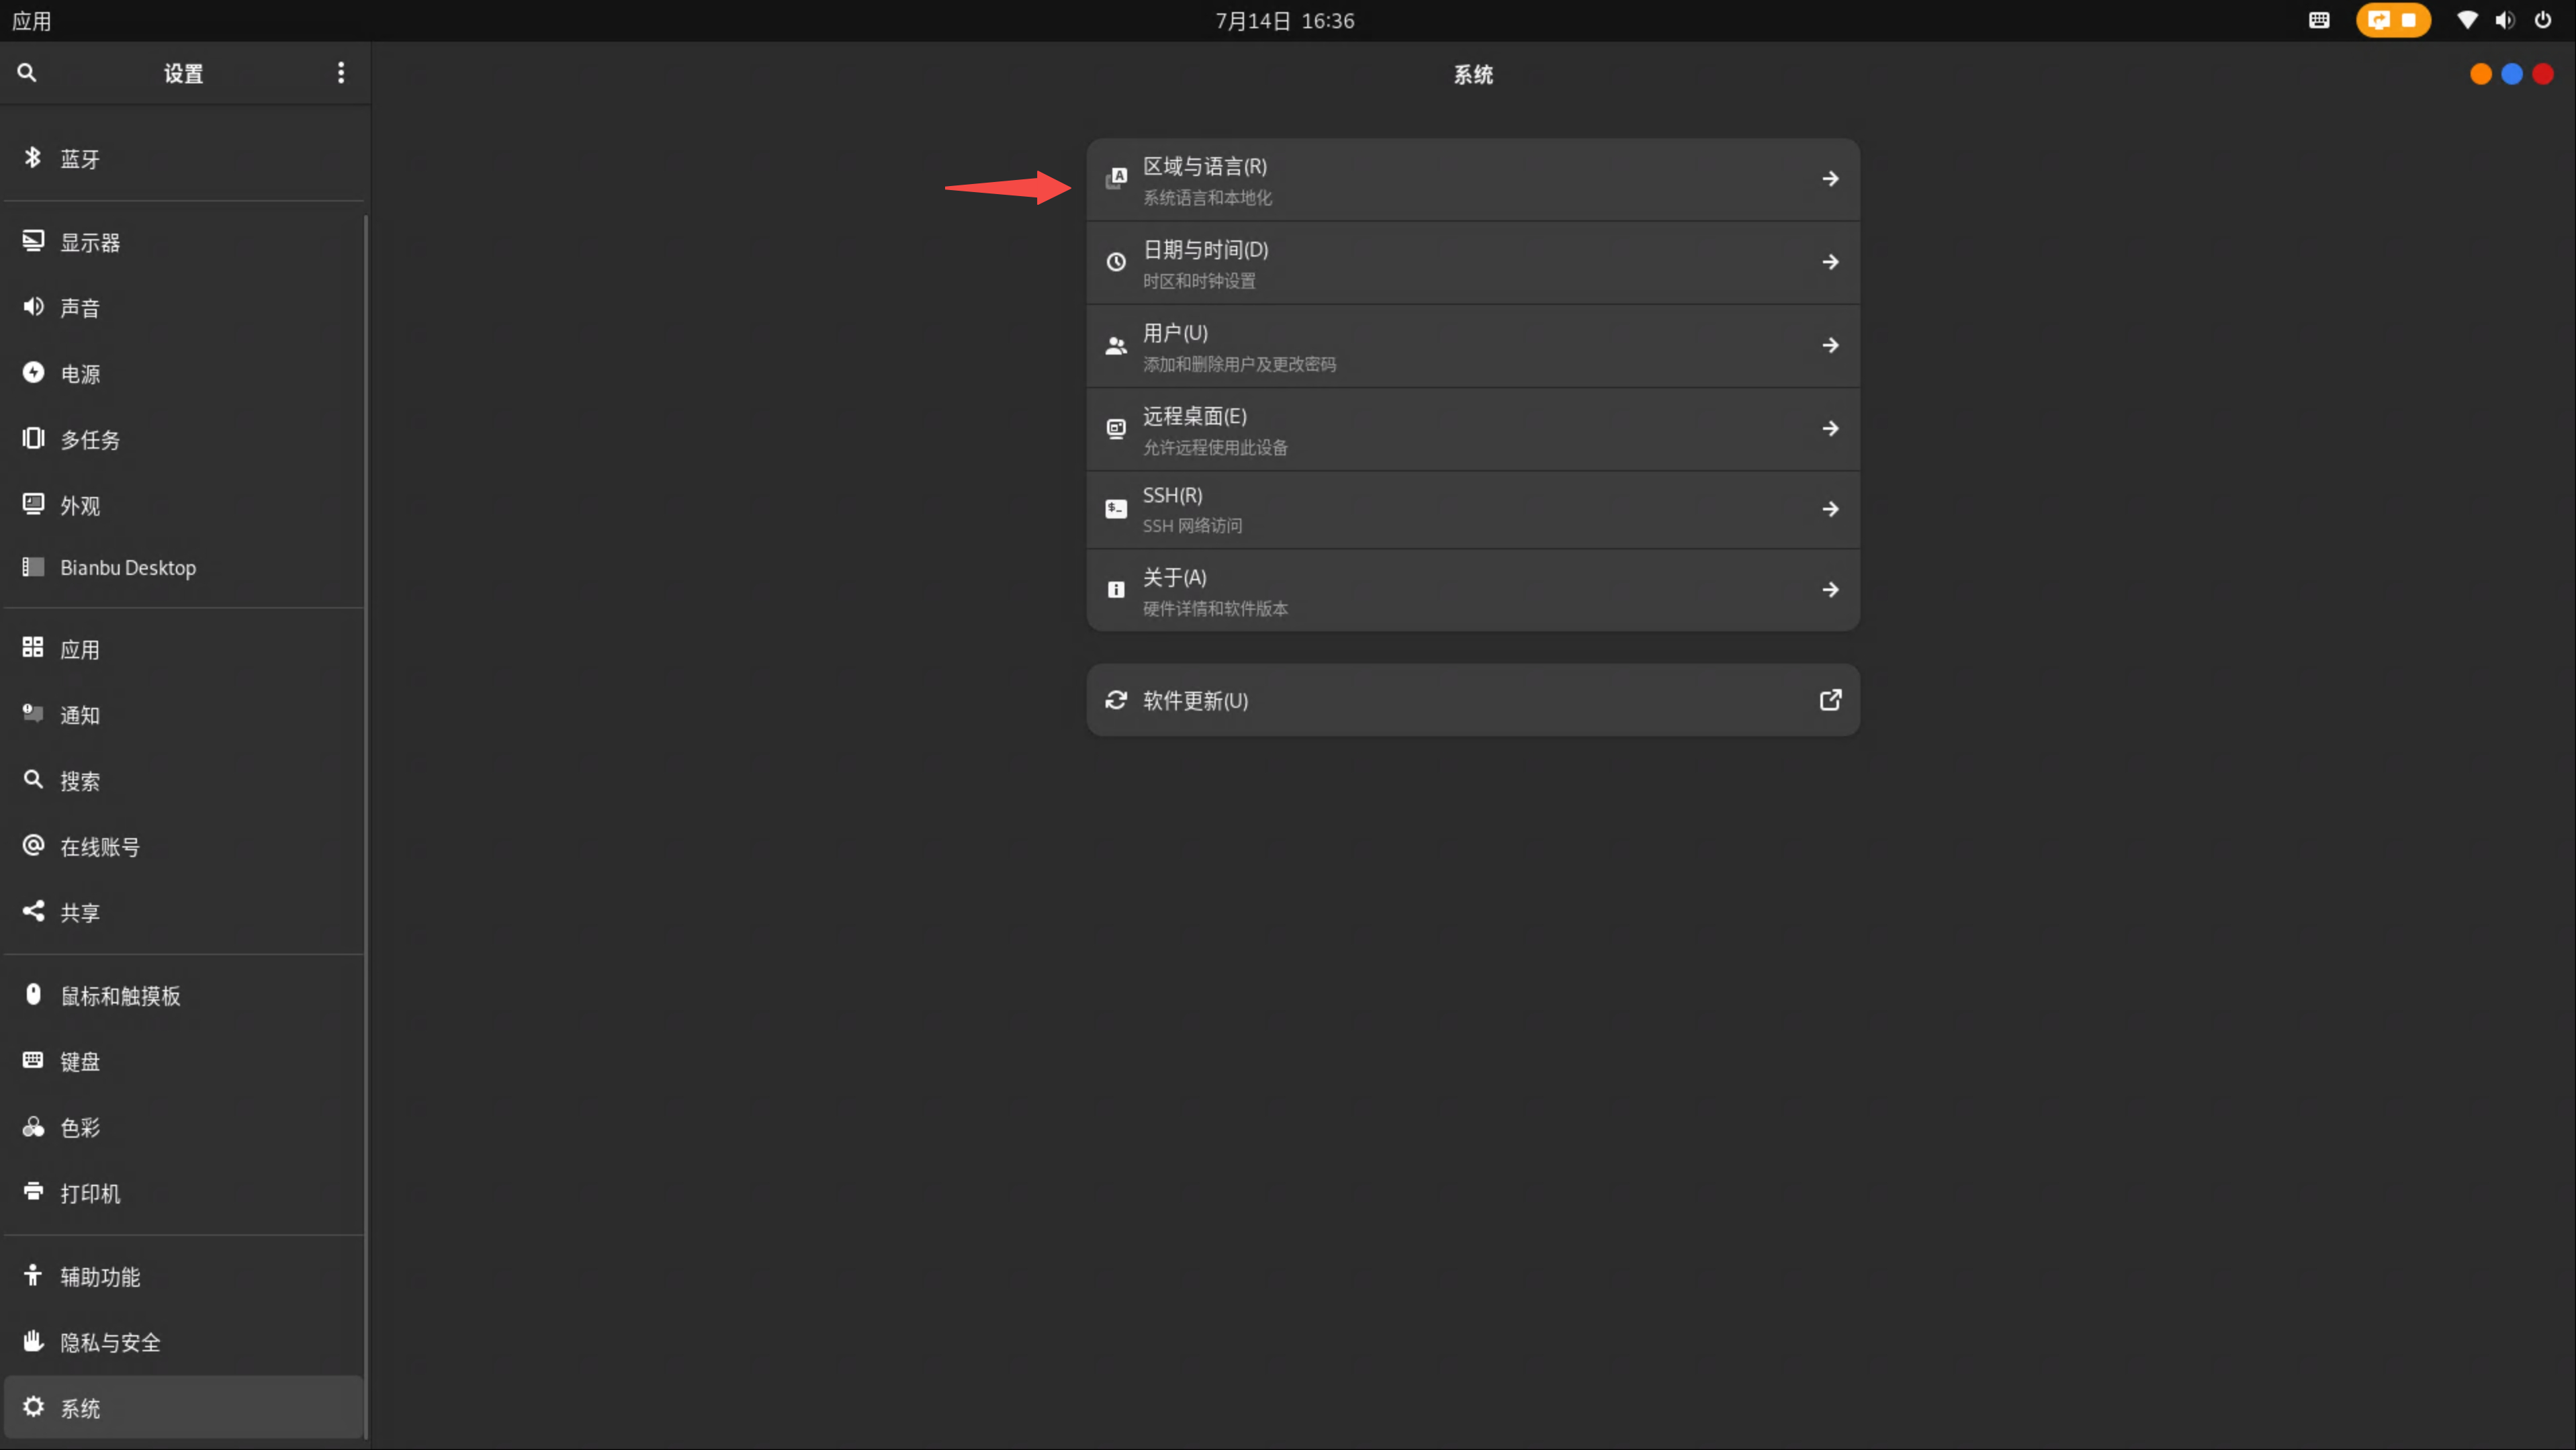 应用
7月14日 16:36
设置
蓝牙
显示器
声音
电源
多任务
外观
Bianbu Desktop
应用
通知
搜索
在线账号
共享
鼠标和触摸板
键盘
色彩
打印机
辅助功能
隐私与安全
系统
系统
区域与语言(R)
系统语言和本地化
日期与时间(D)
时区和时钟设置
用户(U)
添加和删除用户及更改密码
远程桌面(E)
允许远程使用此设备
SSH(R)
SSH 网络访问
关于(A)
硬件详情和软件版本
软件更新(U)